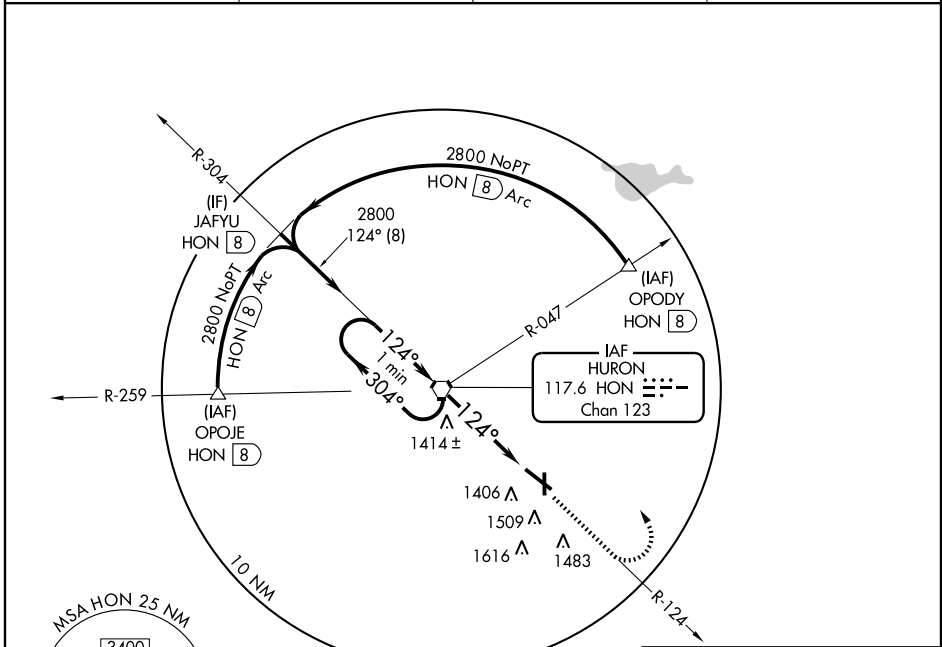 R-304
2800 NoPT
HON 8 Arc
(IF)
JAFYU
HON 8
2800
124° (8)
2800 NoPT
HON 8 Arc
(IAF)
OPODY
HON 8
R-047
124°
1 min
304°
IAF
HURON
117.6 HON
Chan 123
R-259
(IAF)
OPOJE
HON 8
1414 ±
124°
1406
1509
1616
1483
10 NM
R-124
MSA HON 25 NM
3400